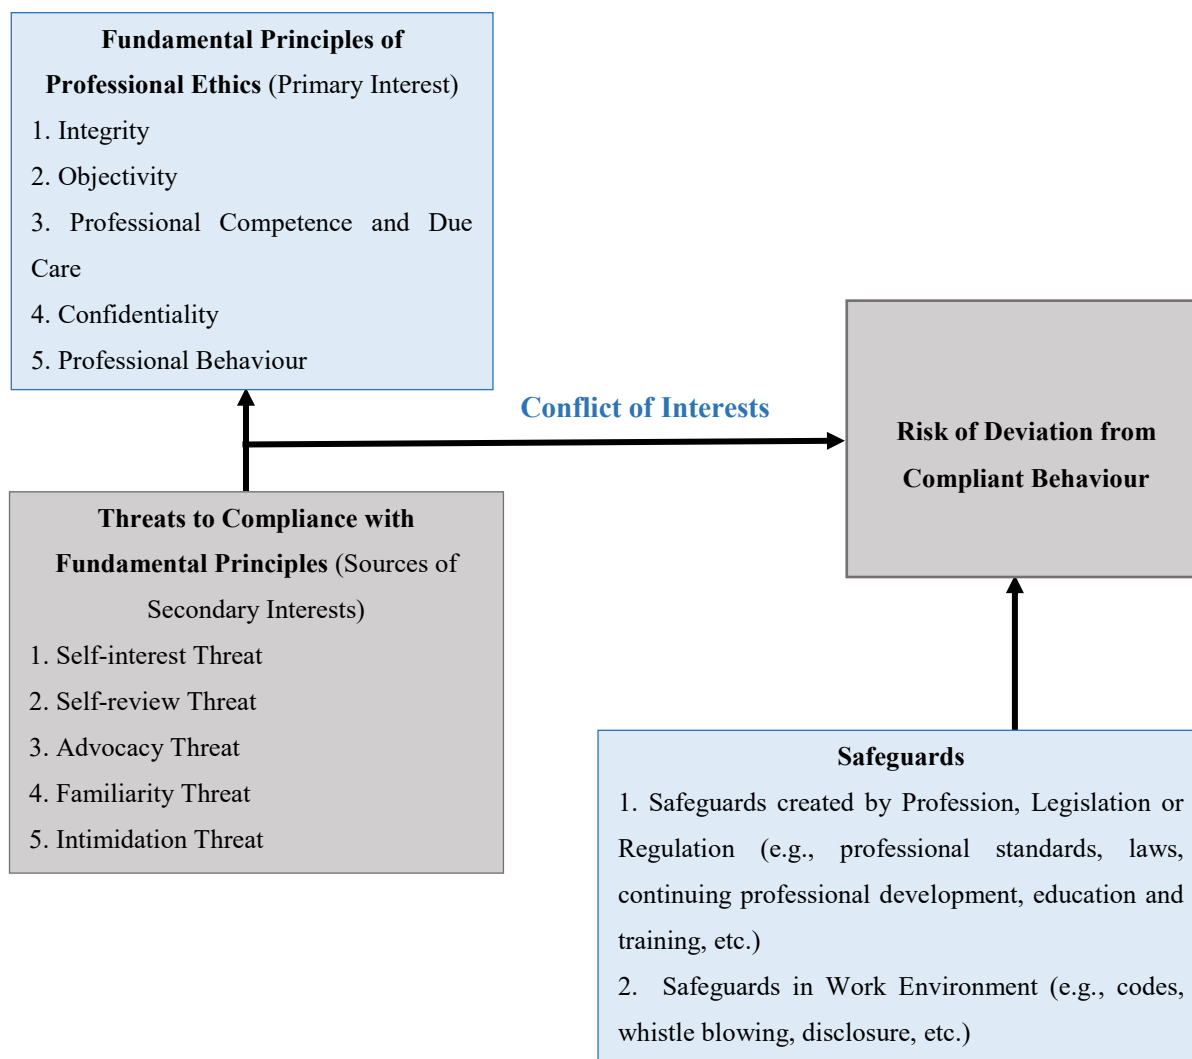 Fundamental Principles of
Professional Ethics (Primary Interest)
1. Integrity
2. Objectivity
3. Professional Competence and Due
Care
4. Confidentiality
5. Professional Behaviour
Conflict of Interests
Risk of Deviation from
Compliant Behaviour
Threats to Compliance with
Fundamental Principles (Sources of
Secondary Interests)
1. Self-interest Threat
2. Self-review Threat
3. Advocacy Threat
4. Familiarity Threat
5. Intimidation Threat
Safeguards
1. Safeguards created by Profession, Legislation or
Regulation (e.g., professional standards, laws,
continuing professional development, education and
training, etc.)
2. Safeguards in Work Environment (e.g., codes,
whistle blowing, disclosure, etc.)